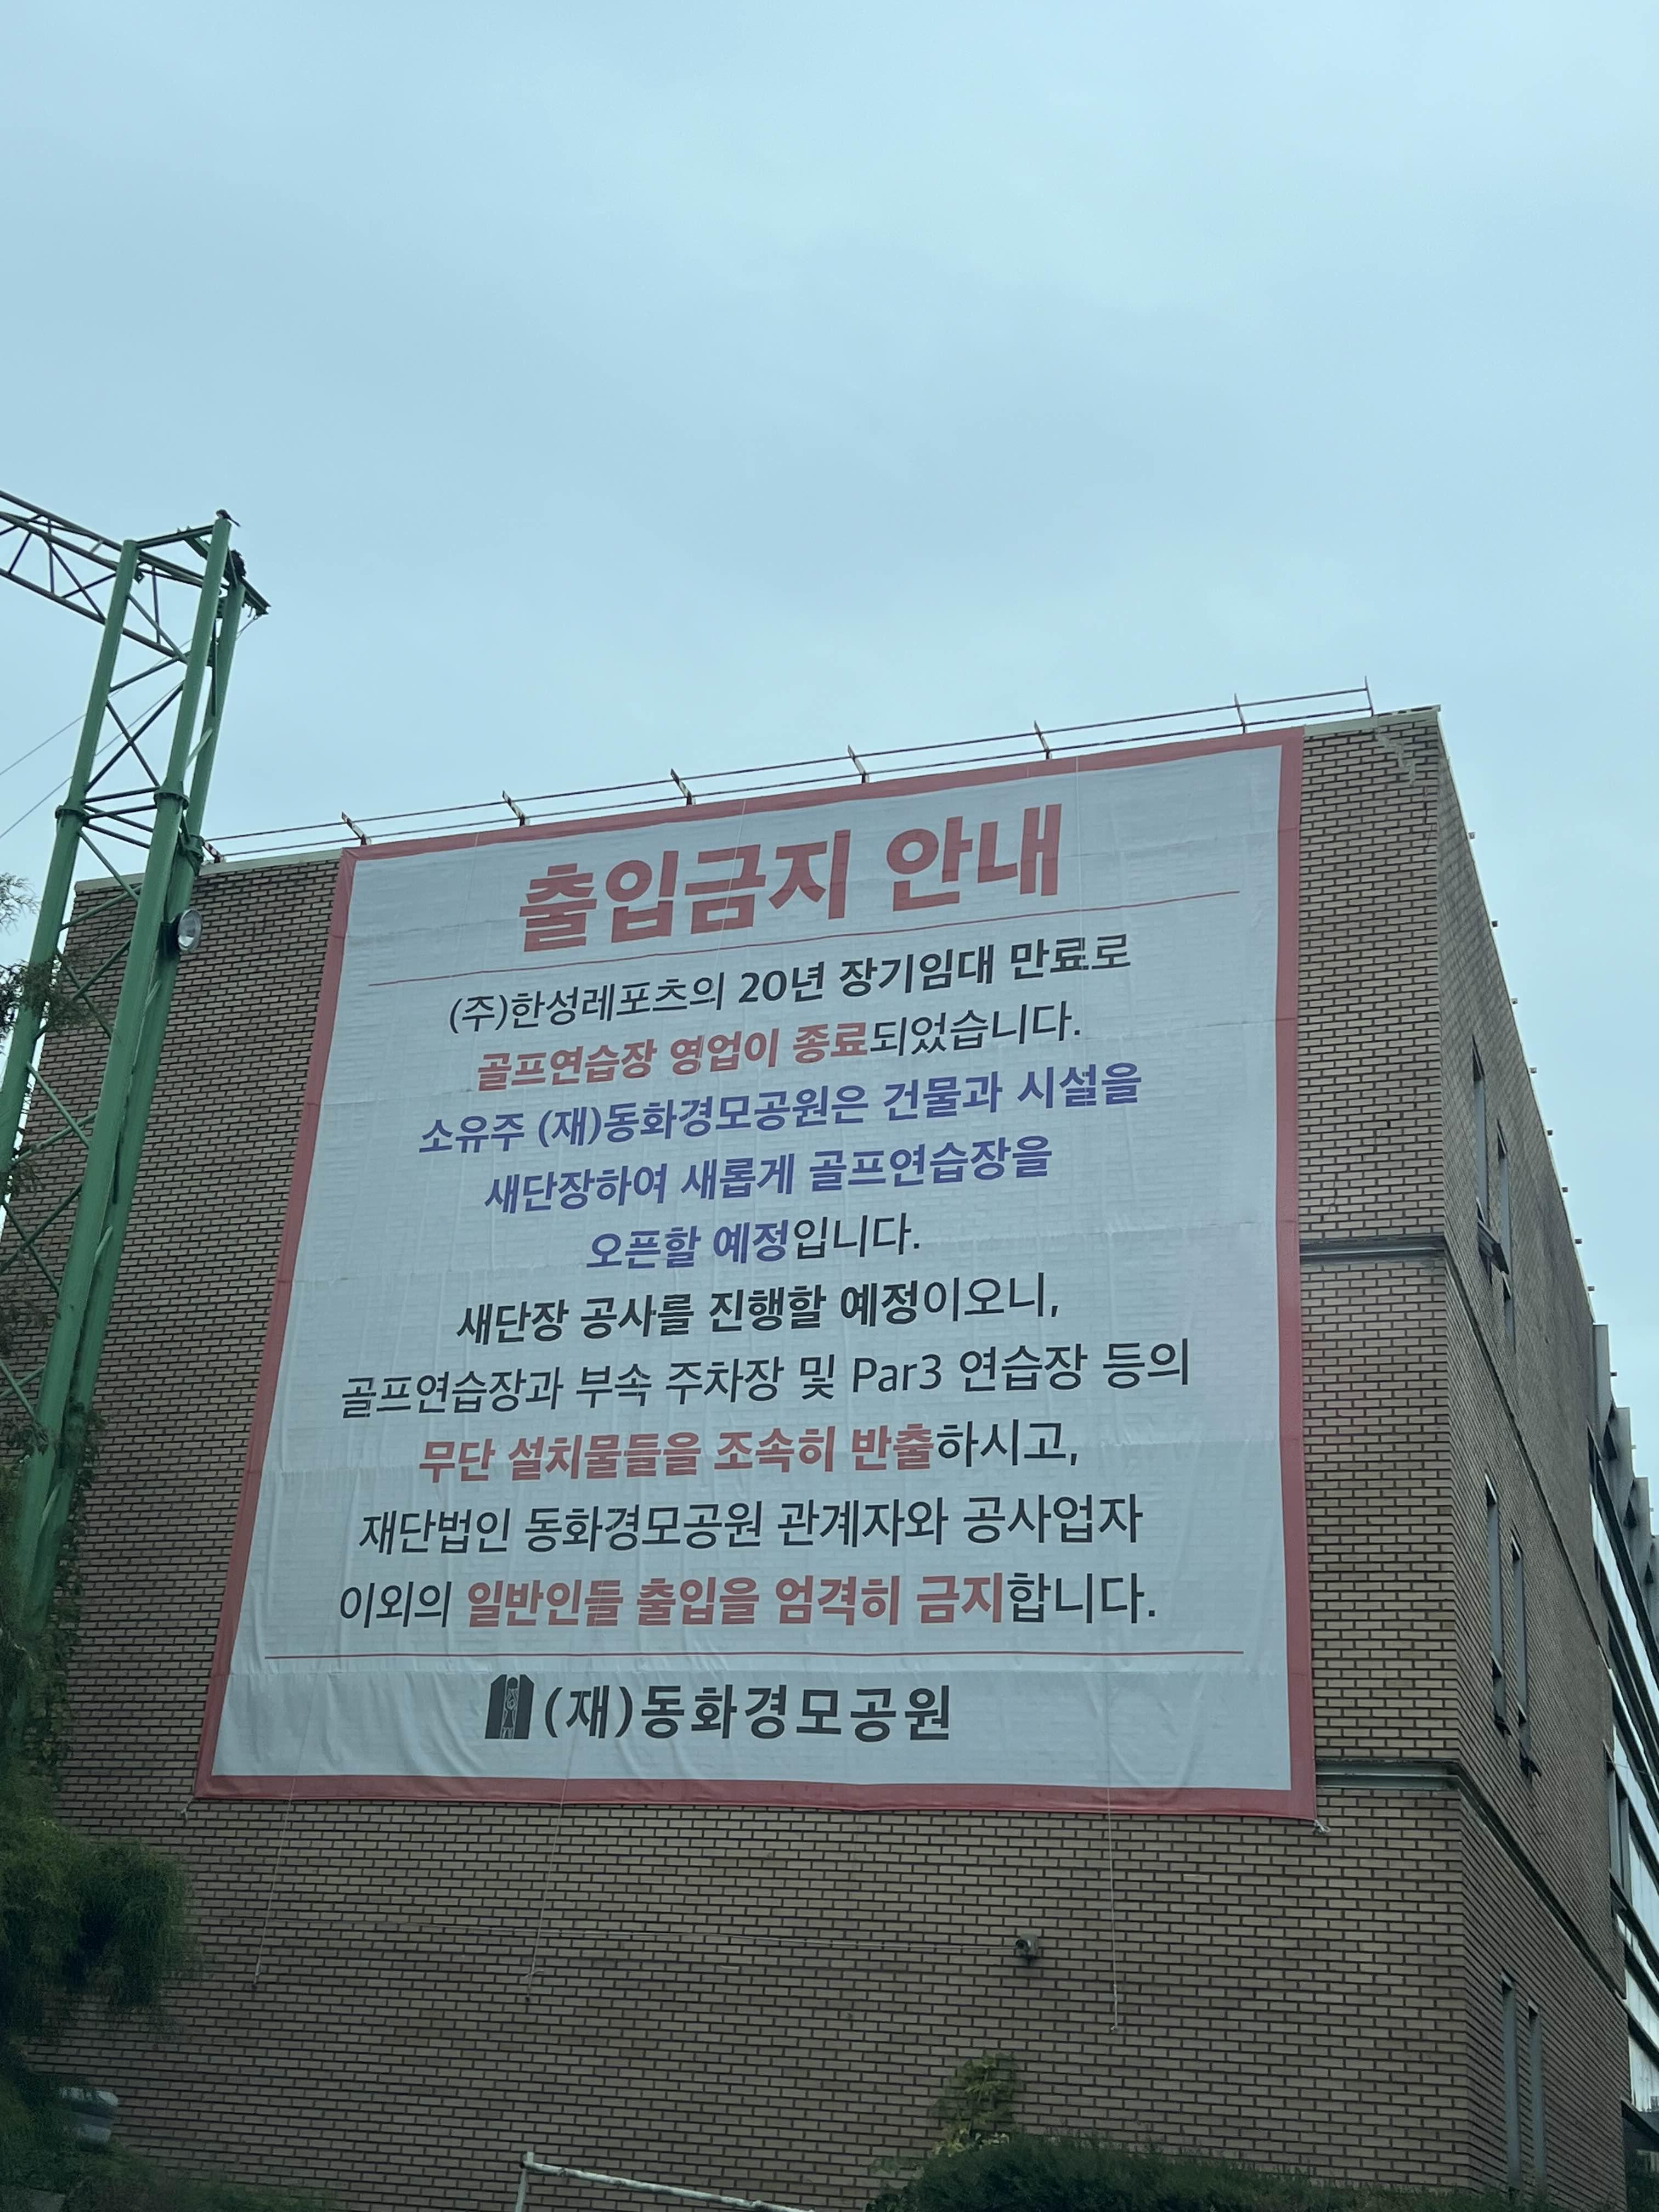 출입금지 안내
(주)한성레포츠의 20년 장기임대 만료로
골프연습장 영업이 종료되었습니다.
소유주 (재)동화경모공원은 건물과 시설을
새단장하여 새롭게 골프연습장을
오픈할 예정입니다.
새단장 공사를 진행할 예정이오니,
골프연습장과 부속 주차장 및 Par3 연습장 등의
무단 설치물들을 조속히 반출하시고,
재단법인 동화경모공원 관계자와 공사업자
이외의 일반인들 출입을 엄격히 금지합니다.
(재)동화경모공원